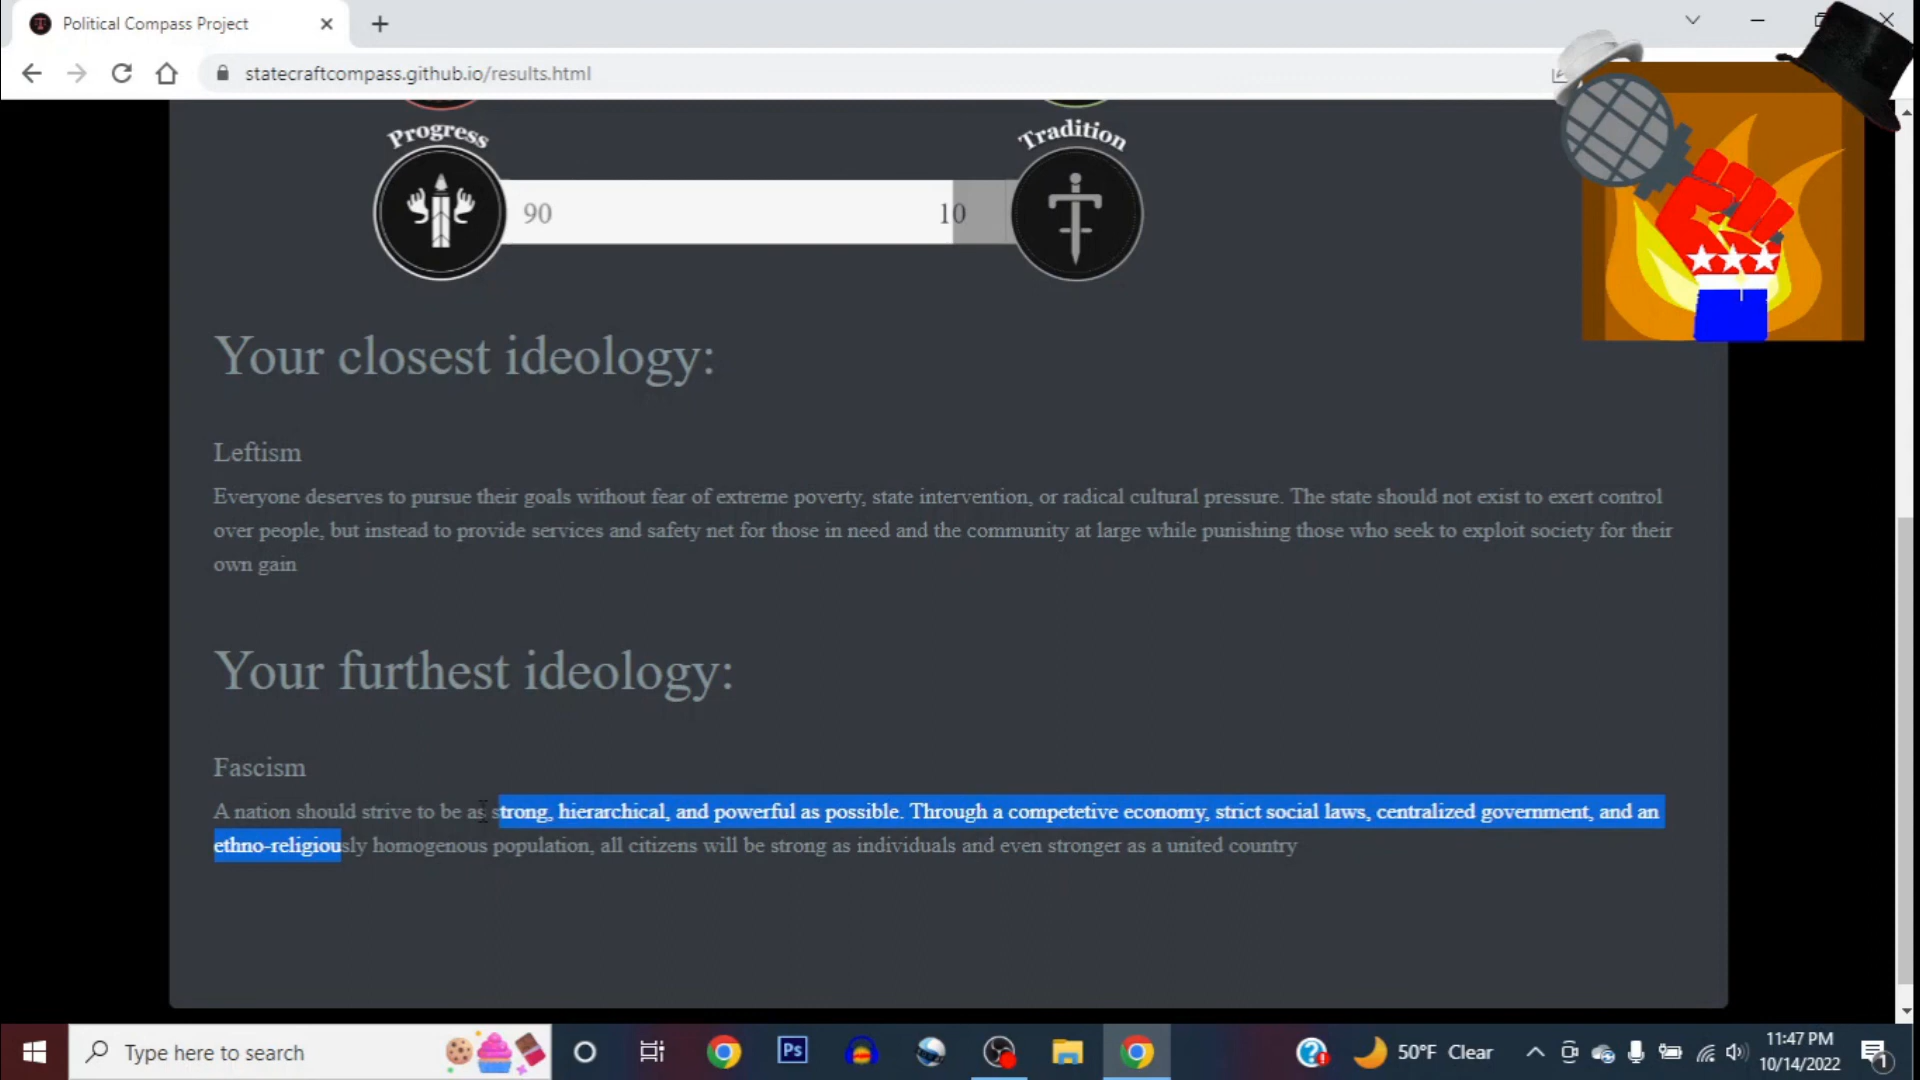 Political Compass Project
statecraftcompass.github.io/results.html
Progress
Tradition
90
10
Your closest ideology:
Leftism
Everyone deserves to pursue their goals without fear of extreme poverty, state intervention, or radical cultural pressure. The state should not exist to exert control
over people, but instead to provide services and safety net for those in need and the community at large while punishing those who seek to exploit society for their
own gain
Your furthest ideology:
Fascism
A nation should strive to be as strong, hierarchical, and powerful as possible. Through a competetive economy, strict social laws, centralized government, and an
ethno-religiously homogenous population, all citizens will be strong as individuals and even stronger as a united country
Type here to search
Ps
50°F Clear
11:47 PM
10/14/2022
1